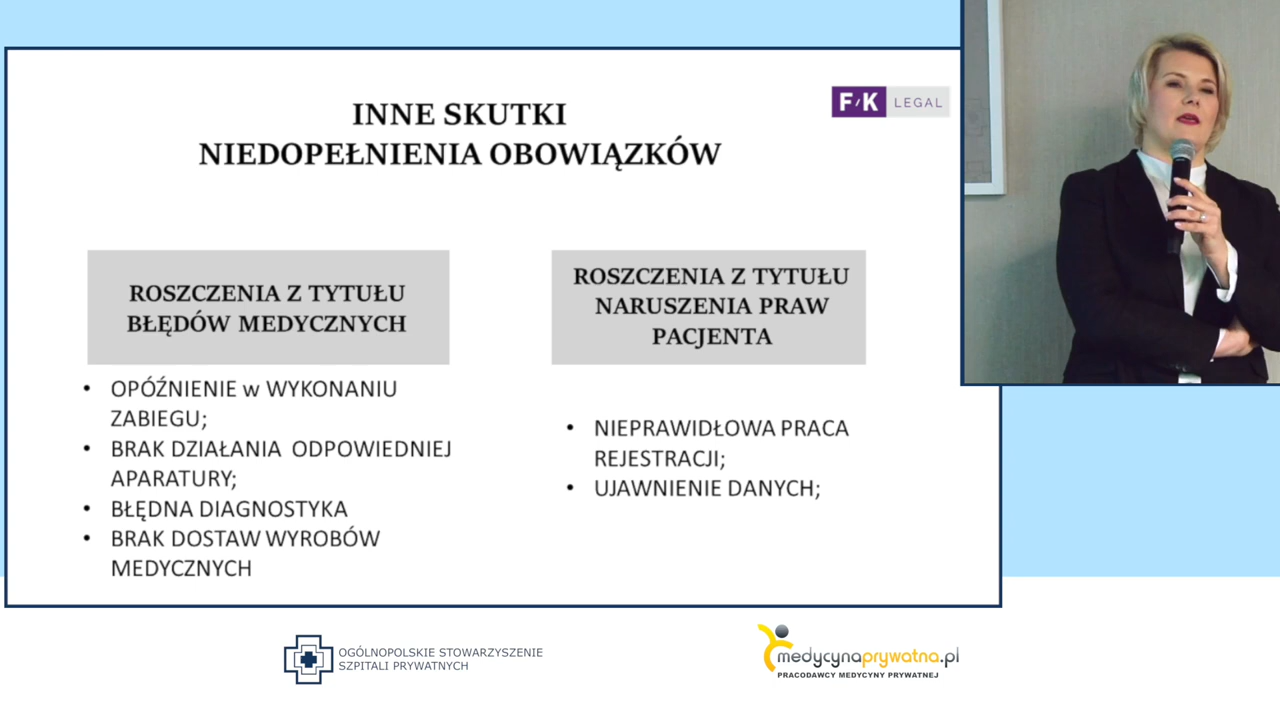 INNE SKUTKI
NIEDOPEŁNIENIA OBOWIĄZKÓW
F/K LEGAL
ROSZCZENIA Z TYTUŁU
BŁĘDÓW MEDYCZNYCH
• OPÓŹNIENIE w WYKONANIU
ZABIEGU;
• BRAK DZIAŁANIA ODPOWIEDNIEJ
APARATURY;
• BŁĘDNA DIAGNOSTYKA
• BRAK DOSTAW WYROBÓW
MEDYCZNYCH
ROSZCZENIA Z TYTUŁU
NARUSZENIA PRAW
PACJENTA
• NIEPRAWIDŁOWA PRACA
REJESTRACJI;
• UJAWNIENIE DANYCH;
OGÓLNOPOLSKIE STOWARZYSZENIE
SZPITALI PRYWATNYCH
medycynaprywatna.pl
PRACODAWCY MEDYCYNY PRYWATNEJ